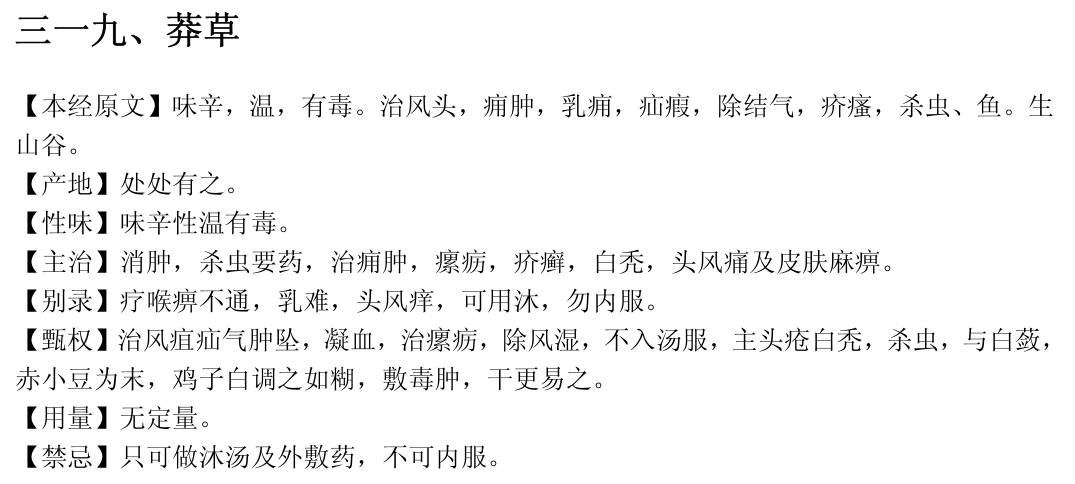 三一九、莽草
【本经原文】味辛，温，有毒。治风头，痈肿，乳痈，疝瘕，除结气，疥瘙，杀虫、鱼。生
山谷。
【产地】处处有之。
【性味】味辛性温有毒。
【主治】消肿，杀虫要药，治痈肿，瘰疬，疥癣，白秃，头风痛及皮肤麻痹。
【别录】疗喉痹不通，乳难，头风痒，可用沐，勿内服。
【甄权】治风疽疝气肿坠，凝血，治瘰疬，除风湿，不入汤服，主头疮白秃，杀虫，与白蔹，
赤小豆为末，鸡子白调之如糊，敷毒肿，干更易之。
【用量】无定量。
【禁忌】只可做沐汤及外敷药，不可内服。